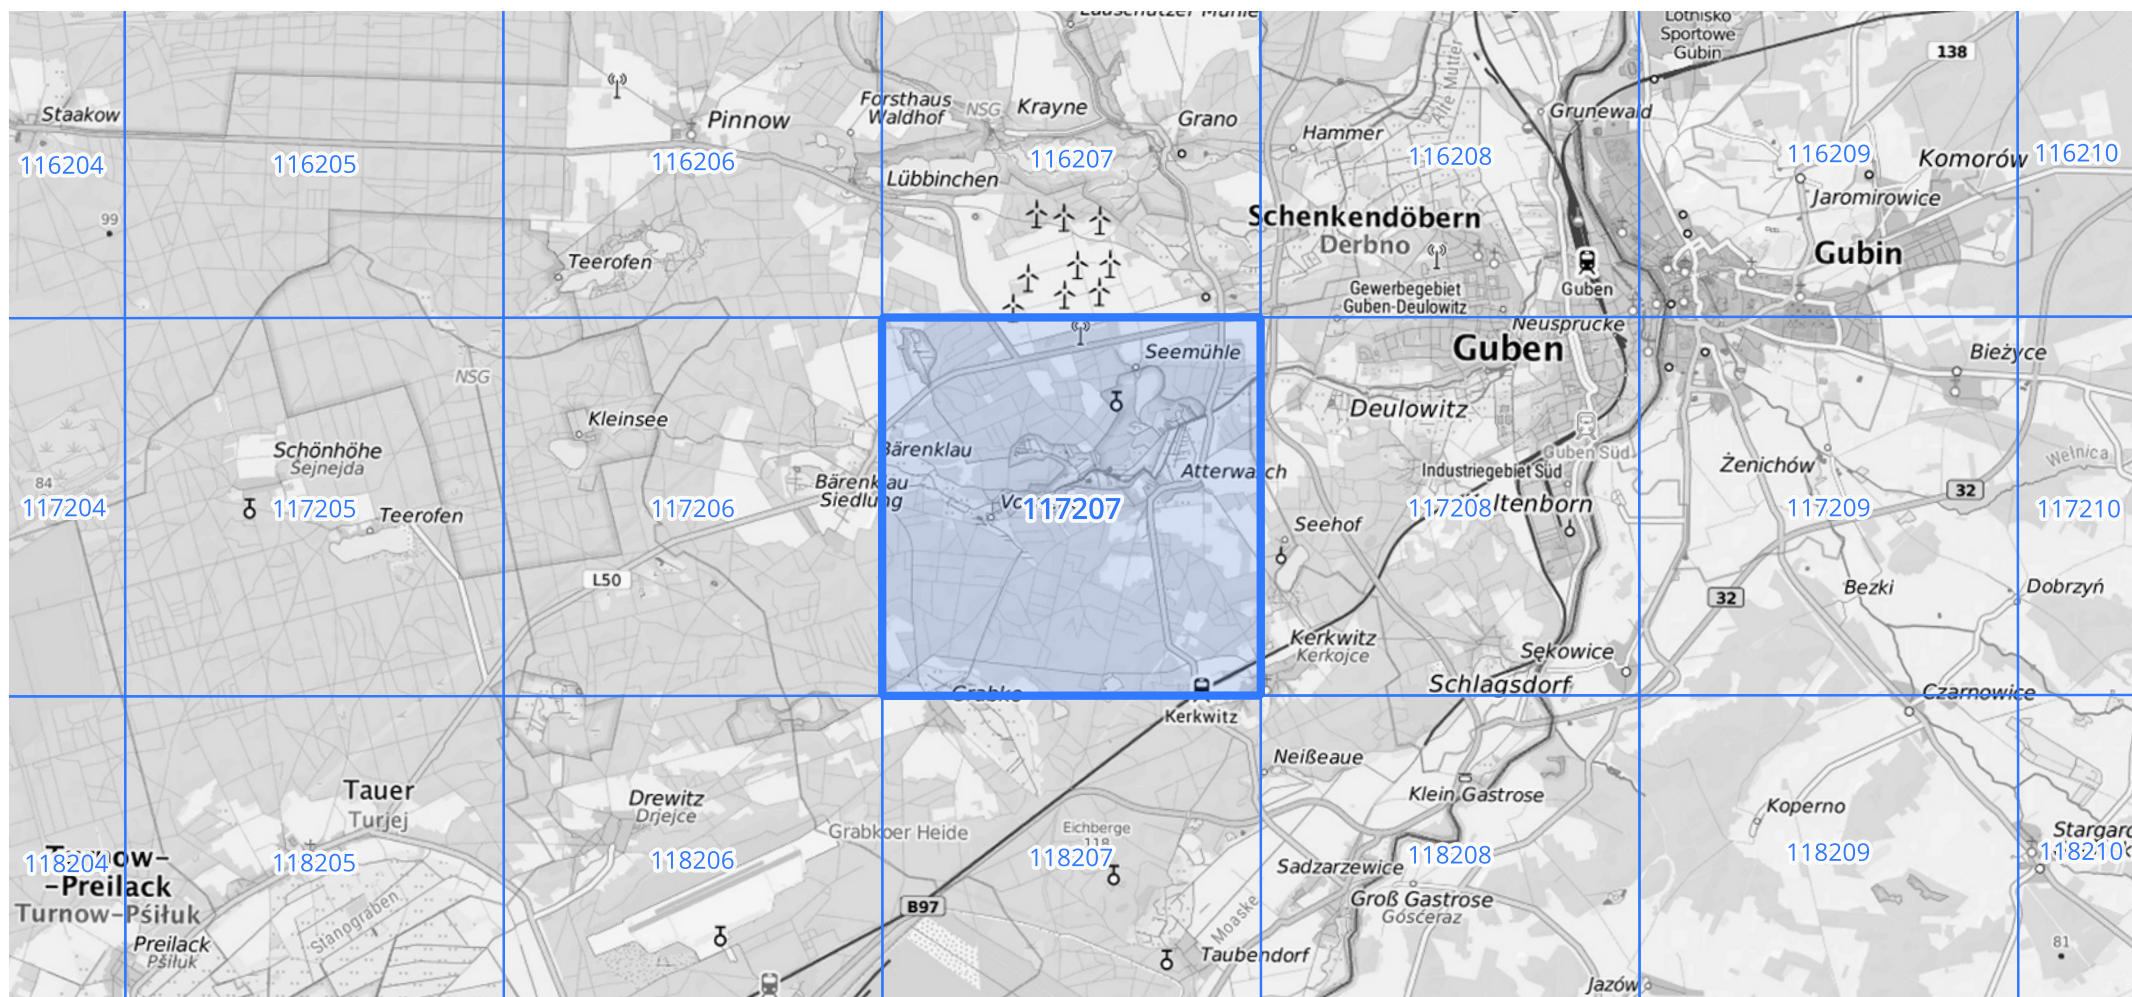 Lotnisko
Sportowe
Gubin
138
Staakow
Pinnow
Forsthaus
Waldhof
NSG
Krayne
Grano
Hammer
Alte Mutter
Grunewald
116204
116205
116206
116207
116208
116209
Komorów
116210
Lübbinchen
Jaromirowice
99
Schenkendöbern
Derbno
Gubin
Teerofen
Gewerbegebiet
Guben-Deulowitz
Guben
Neusprucke
NSG
Seemühle
Guben
Bieżyce
Kleinsee
Deulowitz
Schönhöhe
Šejnejda
Bärenklau
Atterwasch
Industriegebiet Süd
Guben Süd
Żenichów
Wełnica
84
Bärenklau
Siedlung
32
117204
117205
Teerofen
117206
117207
117208
117209
117210
Seehof
L50
32
Bezki
Dobrzyń
Kerkwitz
Kerkojce
Sękowice
Schlagsdorf
Grabko
Czarnowice
Kerkwitz
Neißeaue
Tauer
Turjej
Drewitz
Drjejce
Klein Gastrose
Koperno
Grabkoer Heide
Eichberge
118
118204
118205
118206
118207
118208
118209
118210
-Preilack
Turnow-Pśiłuk
Sadzarzewice
Groß Gastrose
Gósćeraz
B97
Stanograben
Moaske
Preilack
Pśiłuk
Taubendorf
81
Jazów